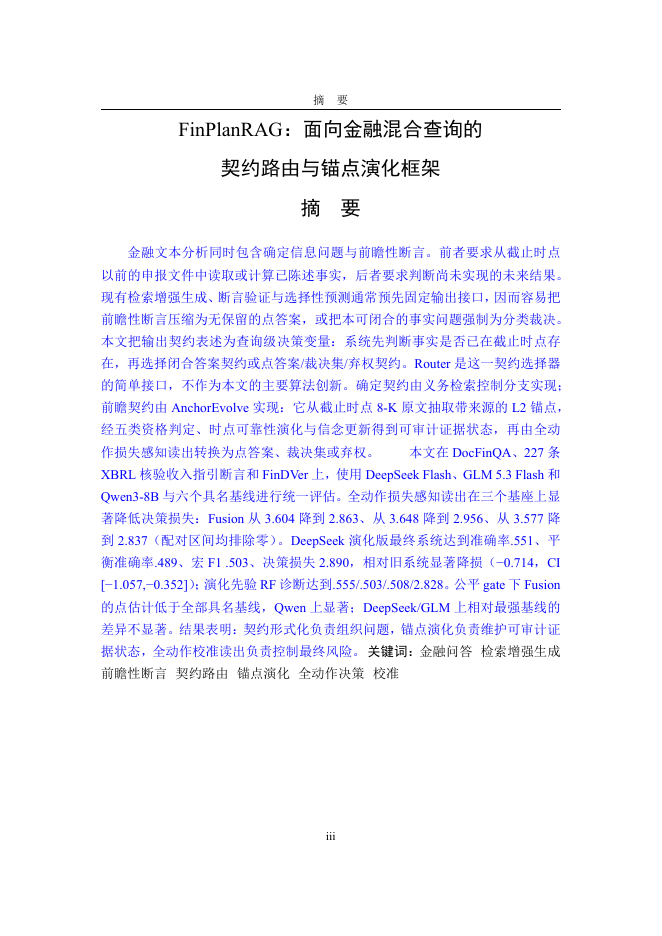 摘 要
FinPlanRAG：面向金融混合查询的
契约路由与锚点演化框架
摘 要
金融文本分析同时包含确定信息问题与前瞻性断言。前者要求从截止时点
以前的申报文件中读取或计算已陈述事实，后者要求判断尚未实现的未来结果。
现有检索增强生成、断言验证与选择性预测通常预先固定输出接口，因而容易把
前瞻性断言压缩为无保留的点答案，或把本可闭合的事实问题强制为分类裁决。
本文把输出契约表述为查询级决策变量：系统先判断事实是否已在截止时点存
在，再选择闭合答案契约或点答案/裁决集/弃权契约。Router 是这一契约选择器
的简单接口，不作为本文的主要算法创新。确定契约由义务检索控制分支实现；
前瞻契约由 AnchorEvolve 实现：它从截止时点 8-K 原文抽取带来源的 L2 锚点，
经五类资格判定、时点可靠性演化与信念更新得到可审计证据状态，再由全动
作损失感知读出转换为点答案、裁决集或弃权。 本文在 DocFinQA、227 条
XBRL 核验收入指引断言和 FinDVer 上，使用 DeepSeek Flash、GLM 5.3 Flash 和
Qwen3-8B 与六个具名基线进行统一评估。全动作损失感知读出在三个基座上显
著降低决策损失：Fusion 从 3.604 降到 2.863、从 3.648 降到 2.956、从 3.577 降
到 2.837（配对区间均排除零）。DeepSeek 演化版最终系统达到准确率.551、平
衡准确率.489、宏 F1 .503、决策损失 2.890，相对旧系统显著降损（−0.714，CI
[−1.057,−0.352]）；演化先验 RF 诊断达到.555/.503/.508/2.828。公平 gate 下 Fusion
的点估计低于全部具名基线，Qwen 上显著；DeepSeek/GLM 上相对最强基线的
差异不显著。结果表明：契约形式化负责组织问题，锚点演化负责维护可审计证
据状态，全动作校准读出负责控制最终风险。 关键词：金融问答 检索增强生成
前瞻性断言 契约路由 锚点演化 全动作决策 校准
iii